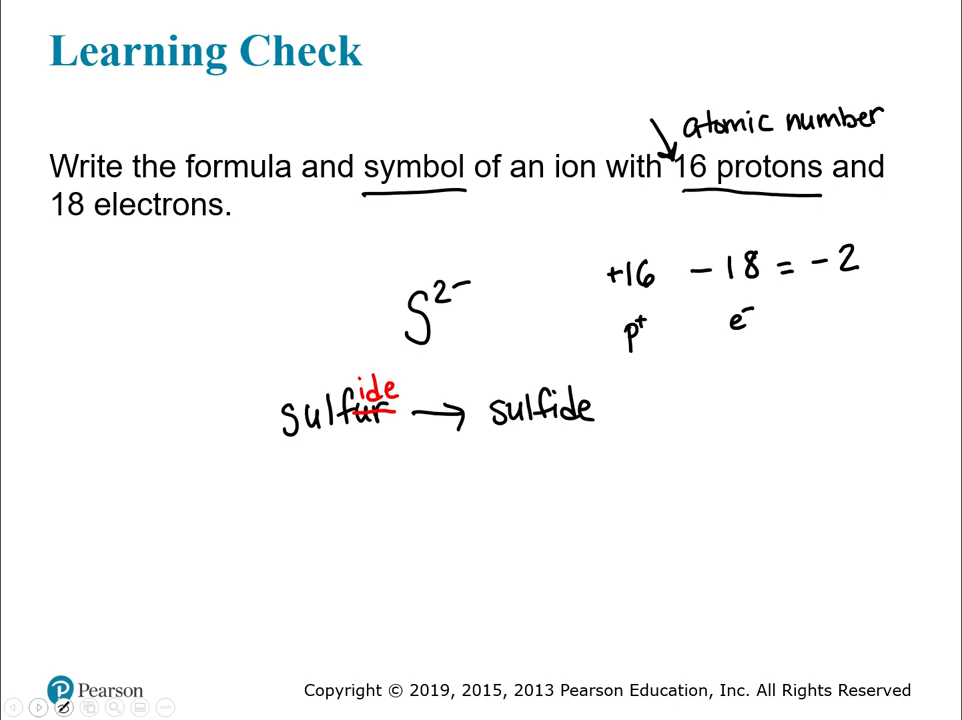 Learning Check
atomic number
Write the formula and symbol of an ion with 16 protons and
18 electrons.
+16 - 18 = -2
S²⁻
p⁺ e⁻
ide
sulfur → sulfide
Pearson
Copyright © 2019, 2015, 2013 Pearson Education, Inc. All Rights Reserved